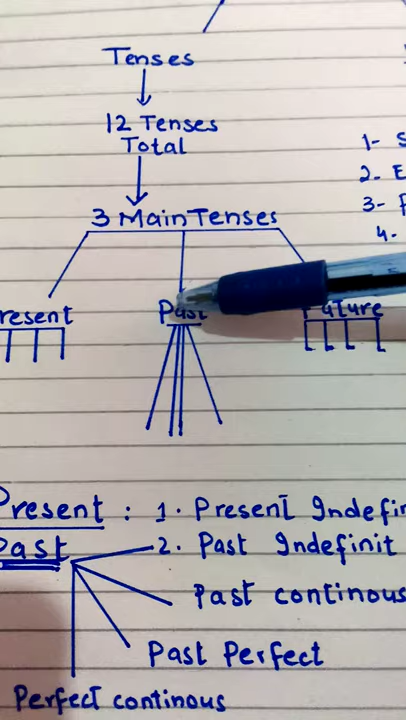 Tenses
12 Tenses
Total
3 Main Tenses
1-
2-
3-
4-
resent Past Future
Present : 1. Present
Past 2. Past Indefinit
Past continous
Past Perfect
Perfect continous